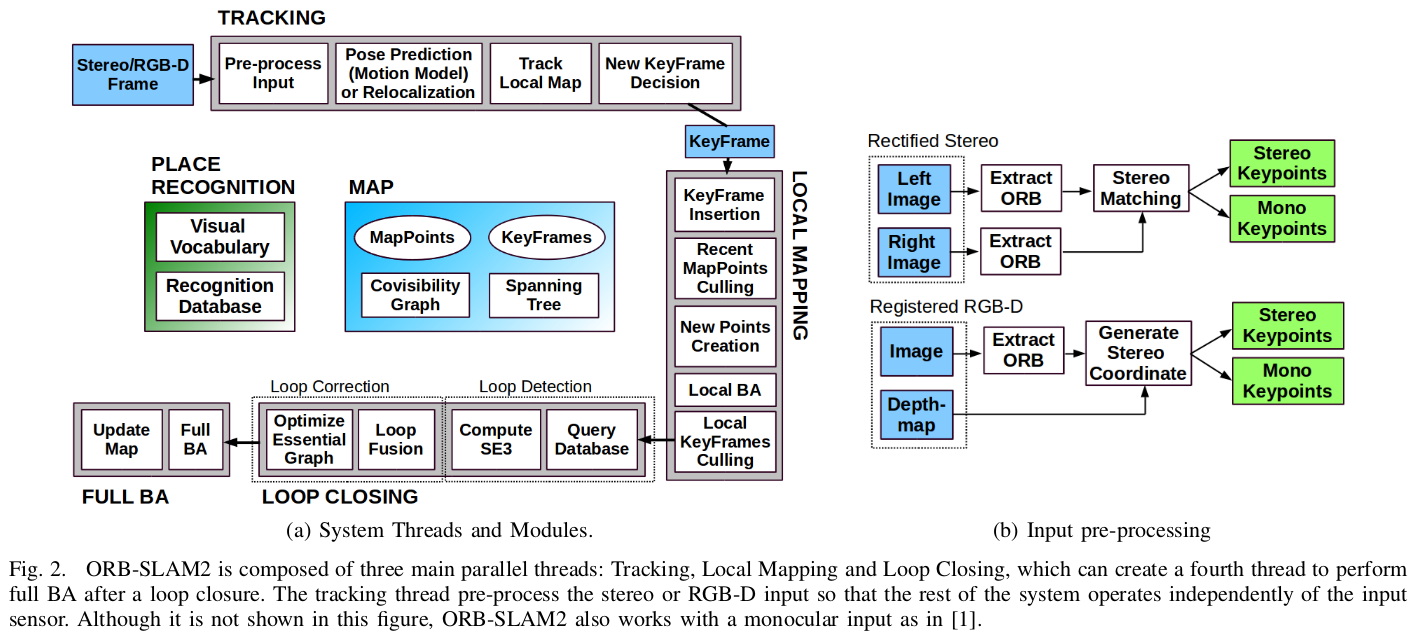 TRACKING
Stereo/RGB-D
Frame
Pre-process
Input
Pose Prediction
(Motion Model)
or Relocalization
Track
Local Map
New KeyFrame
Decision
KeyFrame
PLACE
RECOGNITION
Visual
Vocabulary
Recognition
Database
MAP
MapPoints
KeyFrames
Covisibility
Graph
Spanning
Tree
LOCAL MAPPING
KeyFrame
Insertion
Recent
MapPoints
Culling
New Points
Creation
Local BA
Local
KeyFrames
Culling
Loop Correction
Loop Detection
Update
Map
Full
BA
Optimize
Essential
Graph
Loop
Fusion
Compute
SE3
Query
Database
FULL BA
LOOP CLOSING
(a) System Threads and Modules.
Rectified Stereo
Left
Image
Extract
ORB
Stereo
Matching
Stereo
Keypoints
Mono
Keypoints
Right
Image
Extract
ORB
Registered RGB-D
Image
Extract
ORB
Generate
Stereo
Coordinate
Stereo
Keypoints
Mono
Keypoints
Depth-
map
(b) Input pre-processing
Fig. 2. ORB-SLAM2 is composed of three main parallel threads: Tracking, Local Mapping and Loop Closing, which can create a fourth thread to perform
full BA after a loop closure. The tracking thread pre-process the stereo or RGB-D input so that the rest of the system operates independently of the input
sensor. Although it is not shown in this figure, ORB-SLAM2 also works with a monocular input as in [1].